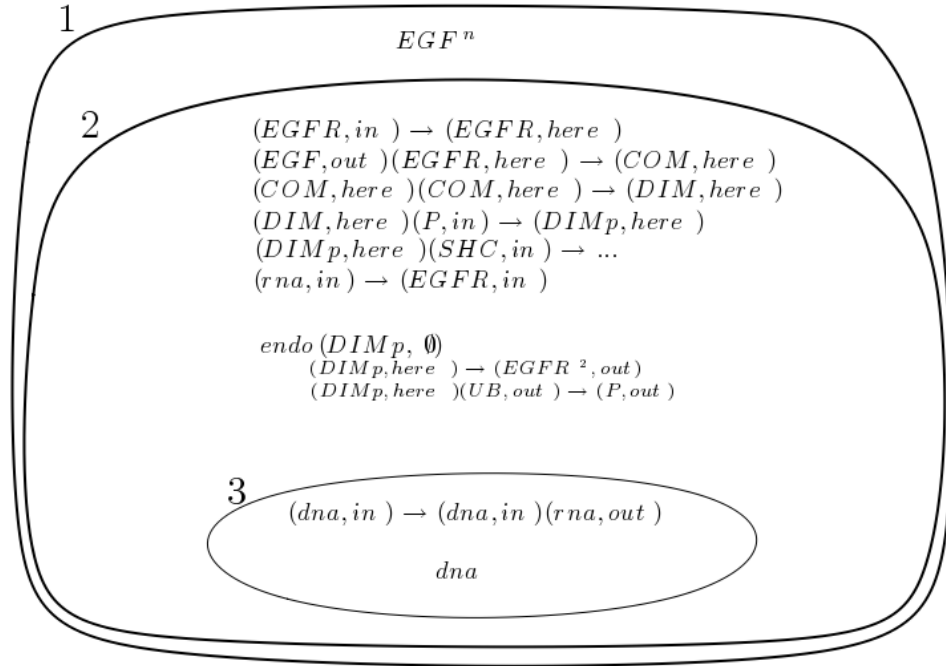 1
EGF ⁿ
2
(EGFR, in ) → (EGFR, here )
(EGF, out )(EGFR, here ) → (COM, here )
(COM, here )(COM, here ) → (DIM, here )
(DIM, here )(P, in) → (DIMp, here )
(DIMp, here )(SHC, in ) → ...
(rna, in ) → (EGFR, in )
endo (DIMp, ∅)
(DIMp, here ) → (EGFR ², out)
(DIMp, here )(UB, out ) → (P, out )
3
(dna, in ) → (dna, in )(rna, out )
dna